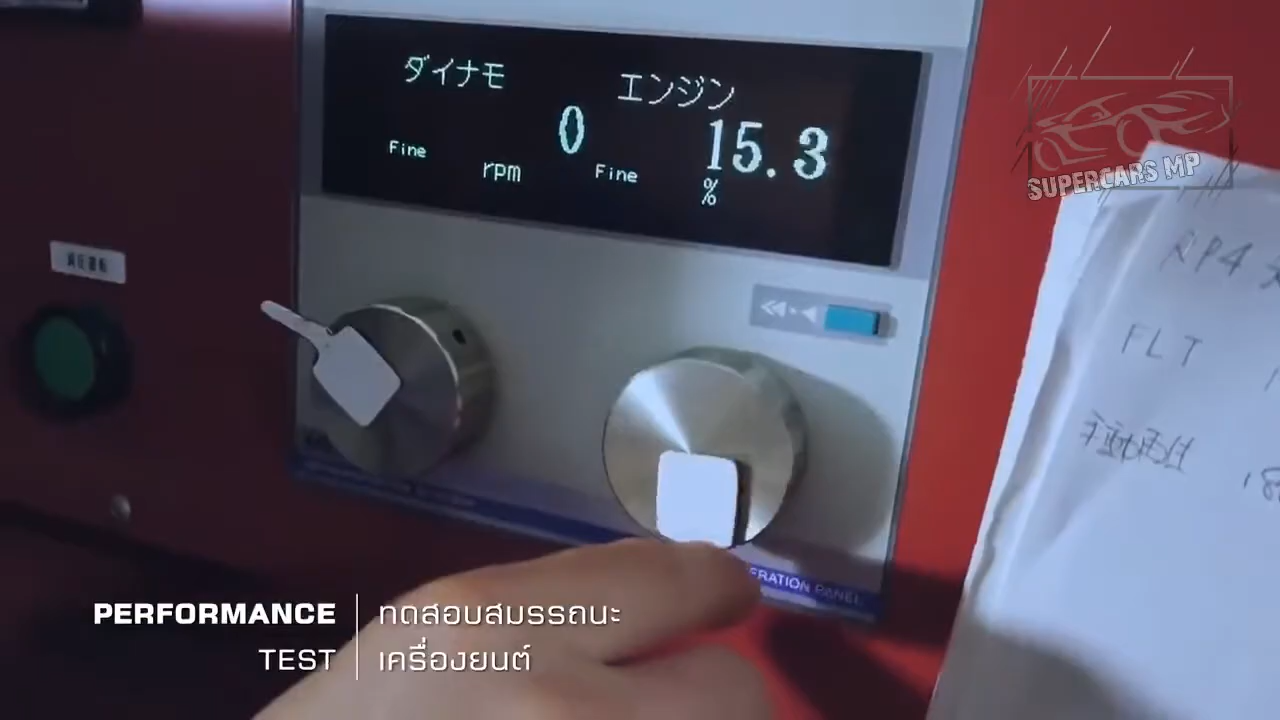 ダイナモ
エンジン
0
15.3
Fine
rpm
Fine
%
SUPERCARS MP
RP4
FLT
ERATION PANEL
PERFORMANCE
TEST
ทดสอบสมรรถนะ
เครื่องยนต์